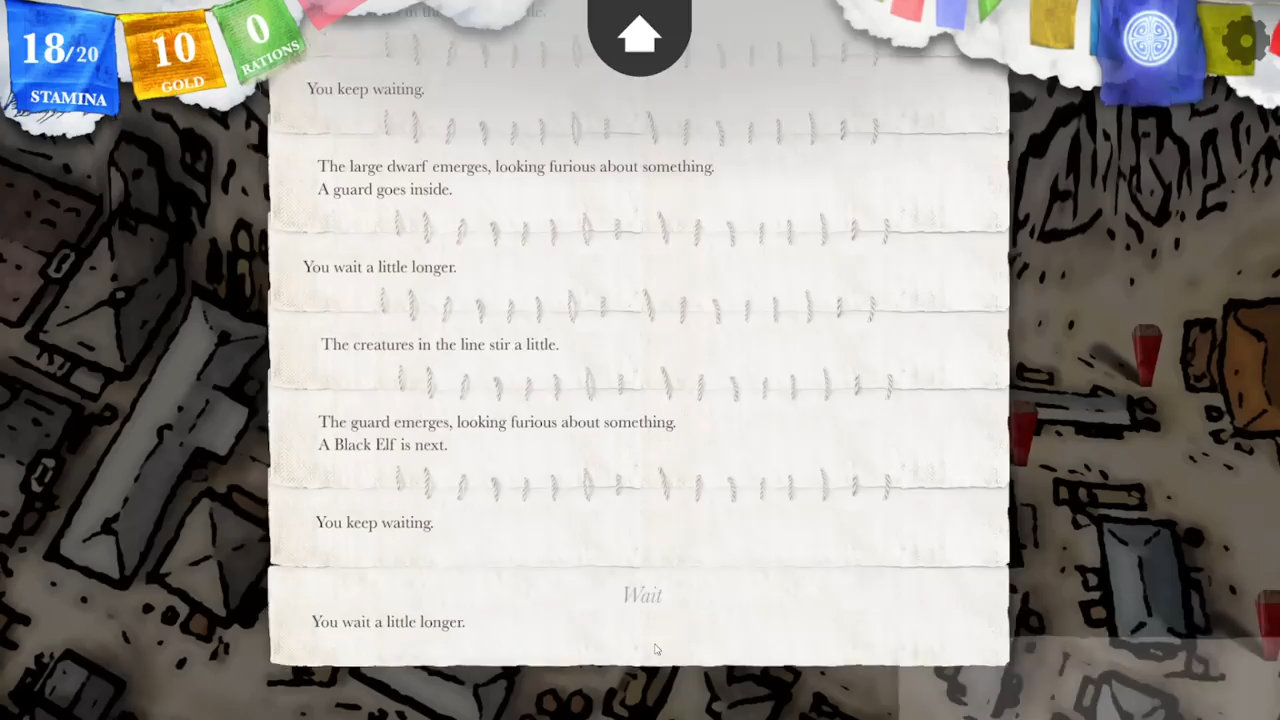 18/20
STAMINA
10
GOLD
0
RATIONS
You keep waiting.
The large dwarf emerges, looking furious about something.
A guard goes inside.
You wait a little longer.
The creatures in the line stir a little.
The guard emerges, looking furious about something.
A Black Elf is next.
You keep waiting.
Wait
You wait a little longer.